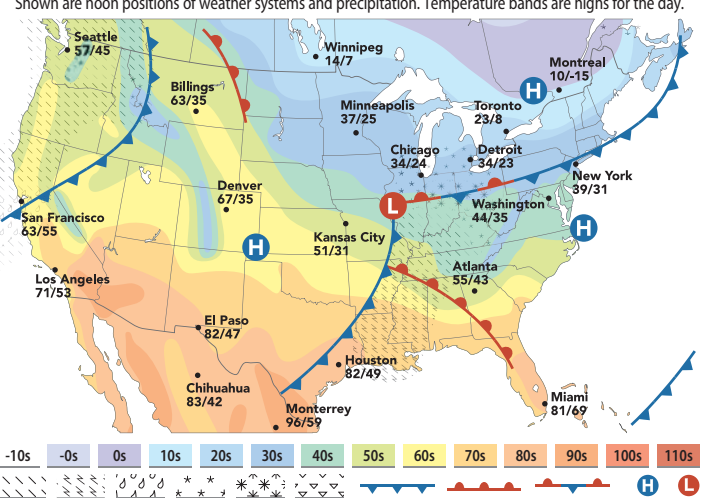 Shown are noon positions of weather systems and precipitation. Temperature bands are highs for the day.
Seattle
57/45
Winnipeg
14/7
Montreal
10/-15
H
Billings
63/35
Minneapolis
37/25
Toronto
23/8
Chicago
34/24
Detroit
34/23
New York
39/31
Denver
67/35
L
Washington
44/35
San Francisco
63/55
H
Kansas City
51/31
H
Los Angeles
71/53
Atlanta
55/43
El Paso
82/47
Houston
82/49
Chihuahua
83/42
Miami
81/69
Monterrey
96/59
-10s -0s 0s 10s 20s 30s 40s 50s 60s 70s 80s 90s 100s 110s
H L